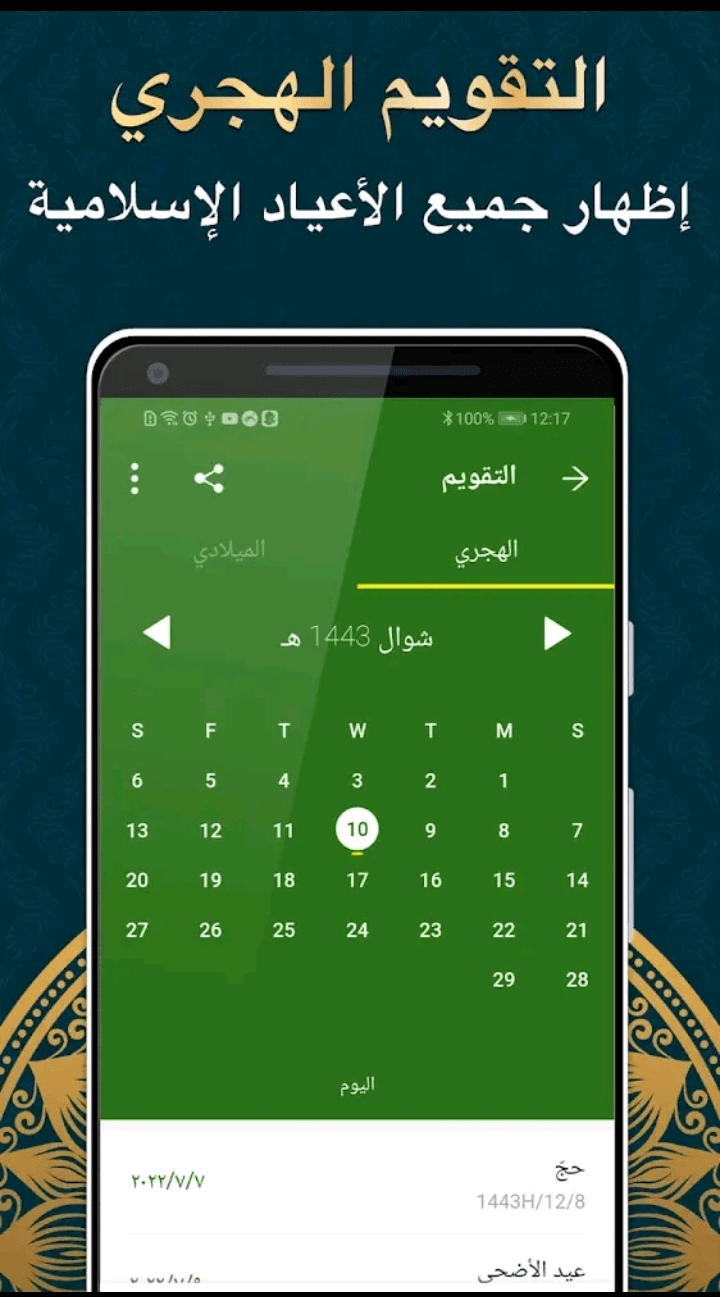 التقويم الهجري
إظهار جميع الأعياد الإسلامية
12:17 100%
التقويم
الهجري الميلادي
شوال 1443 هـ
S M T W T F S
1 2 3 4 5 6
7 8 9 10 11 12 13
14 15 16 17 18 19 20
21 22 23 24 25 26 27
28 29
اليوم
حجّ ٢٠٢٢/٧/٧
1443H/12/8
عيد الأضحى